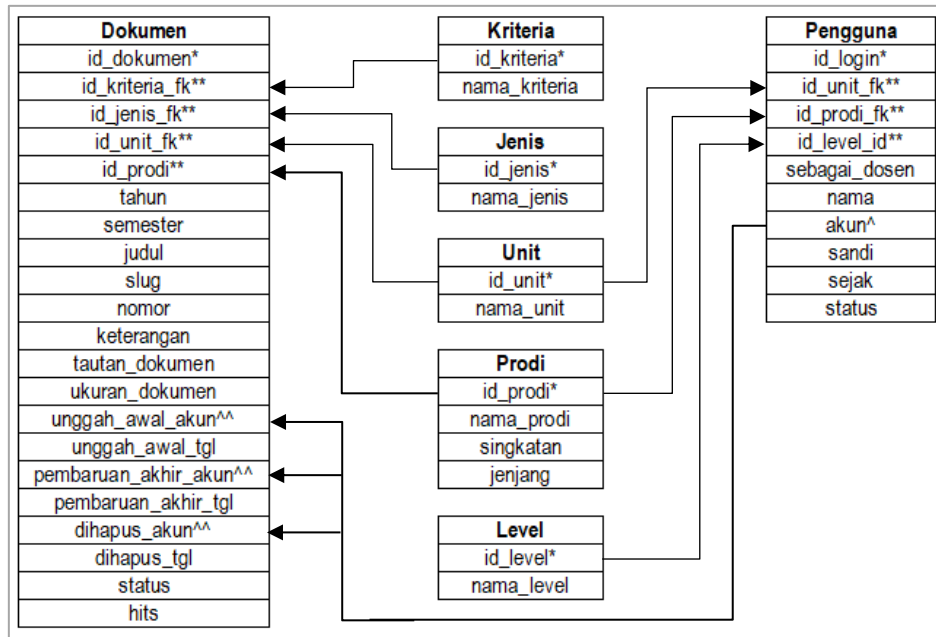 Dokumen
id_dokumen*
id_kriteria_fk**
id_jenis_fk**
id_unit_fk**
id_prodi**
tahun
semester
judul
slug
nomor
keterangan
tautan_dokumen
ukuran_dokumen
unggah_awal_akun^^
unggah_awal_tgl
pembaruan_akhir_akun^^
pembaruan_akhir_tgl
dihapus_akun^^
dihapus_tgl
status
hits
Kriteria
id_kriteria*
nama_kriteria
Jenis
id_jenis*
nama_jenis
Unit
id_unit*
nama_unit
Prodi
id_prodi*
nama_prodi
singkatan
jenjang
Level
id_level*
nama_level
Pengguna
id_login*
id_unit_fk**
id_prodi_fk**
id_level_id**
sebagai_dosen
nama
akun^
sandi
sejak
status